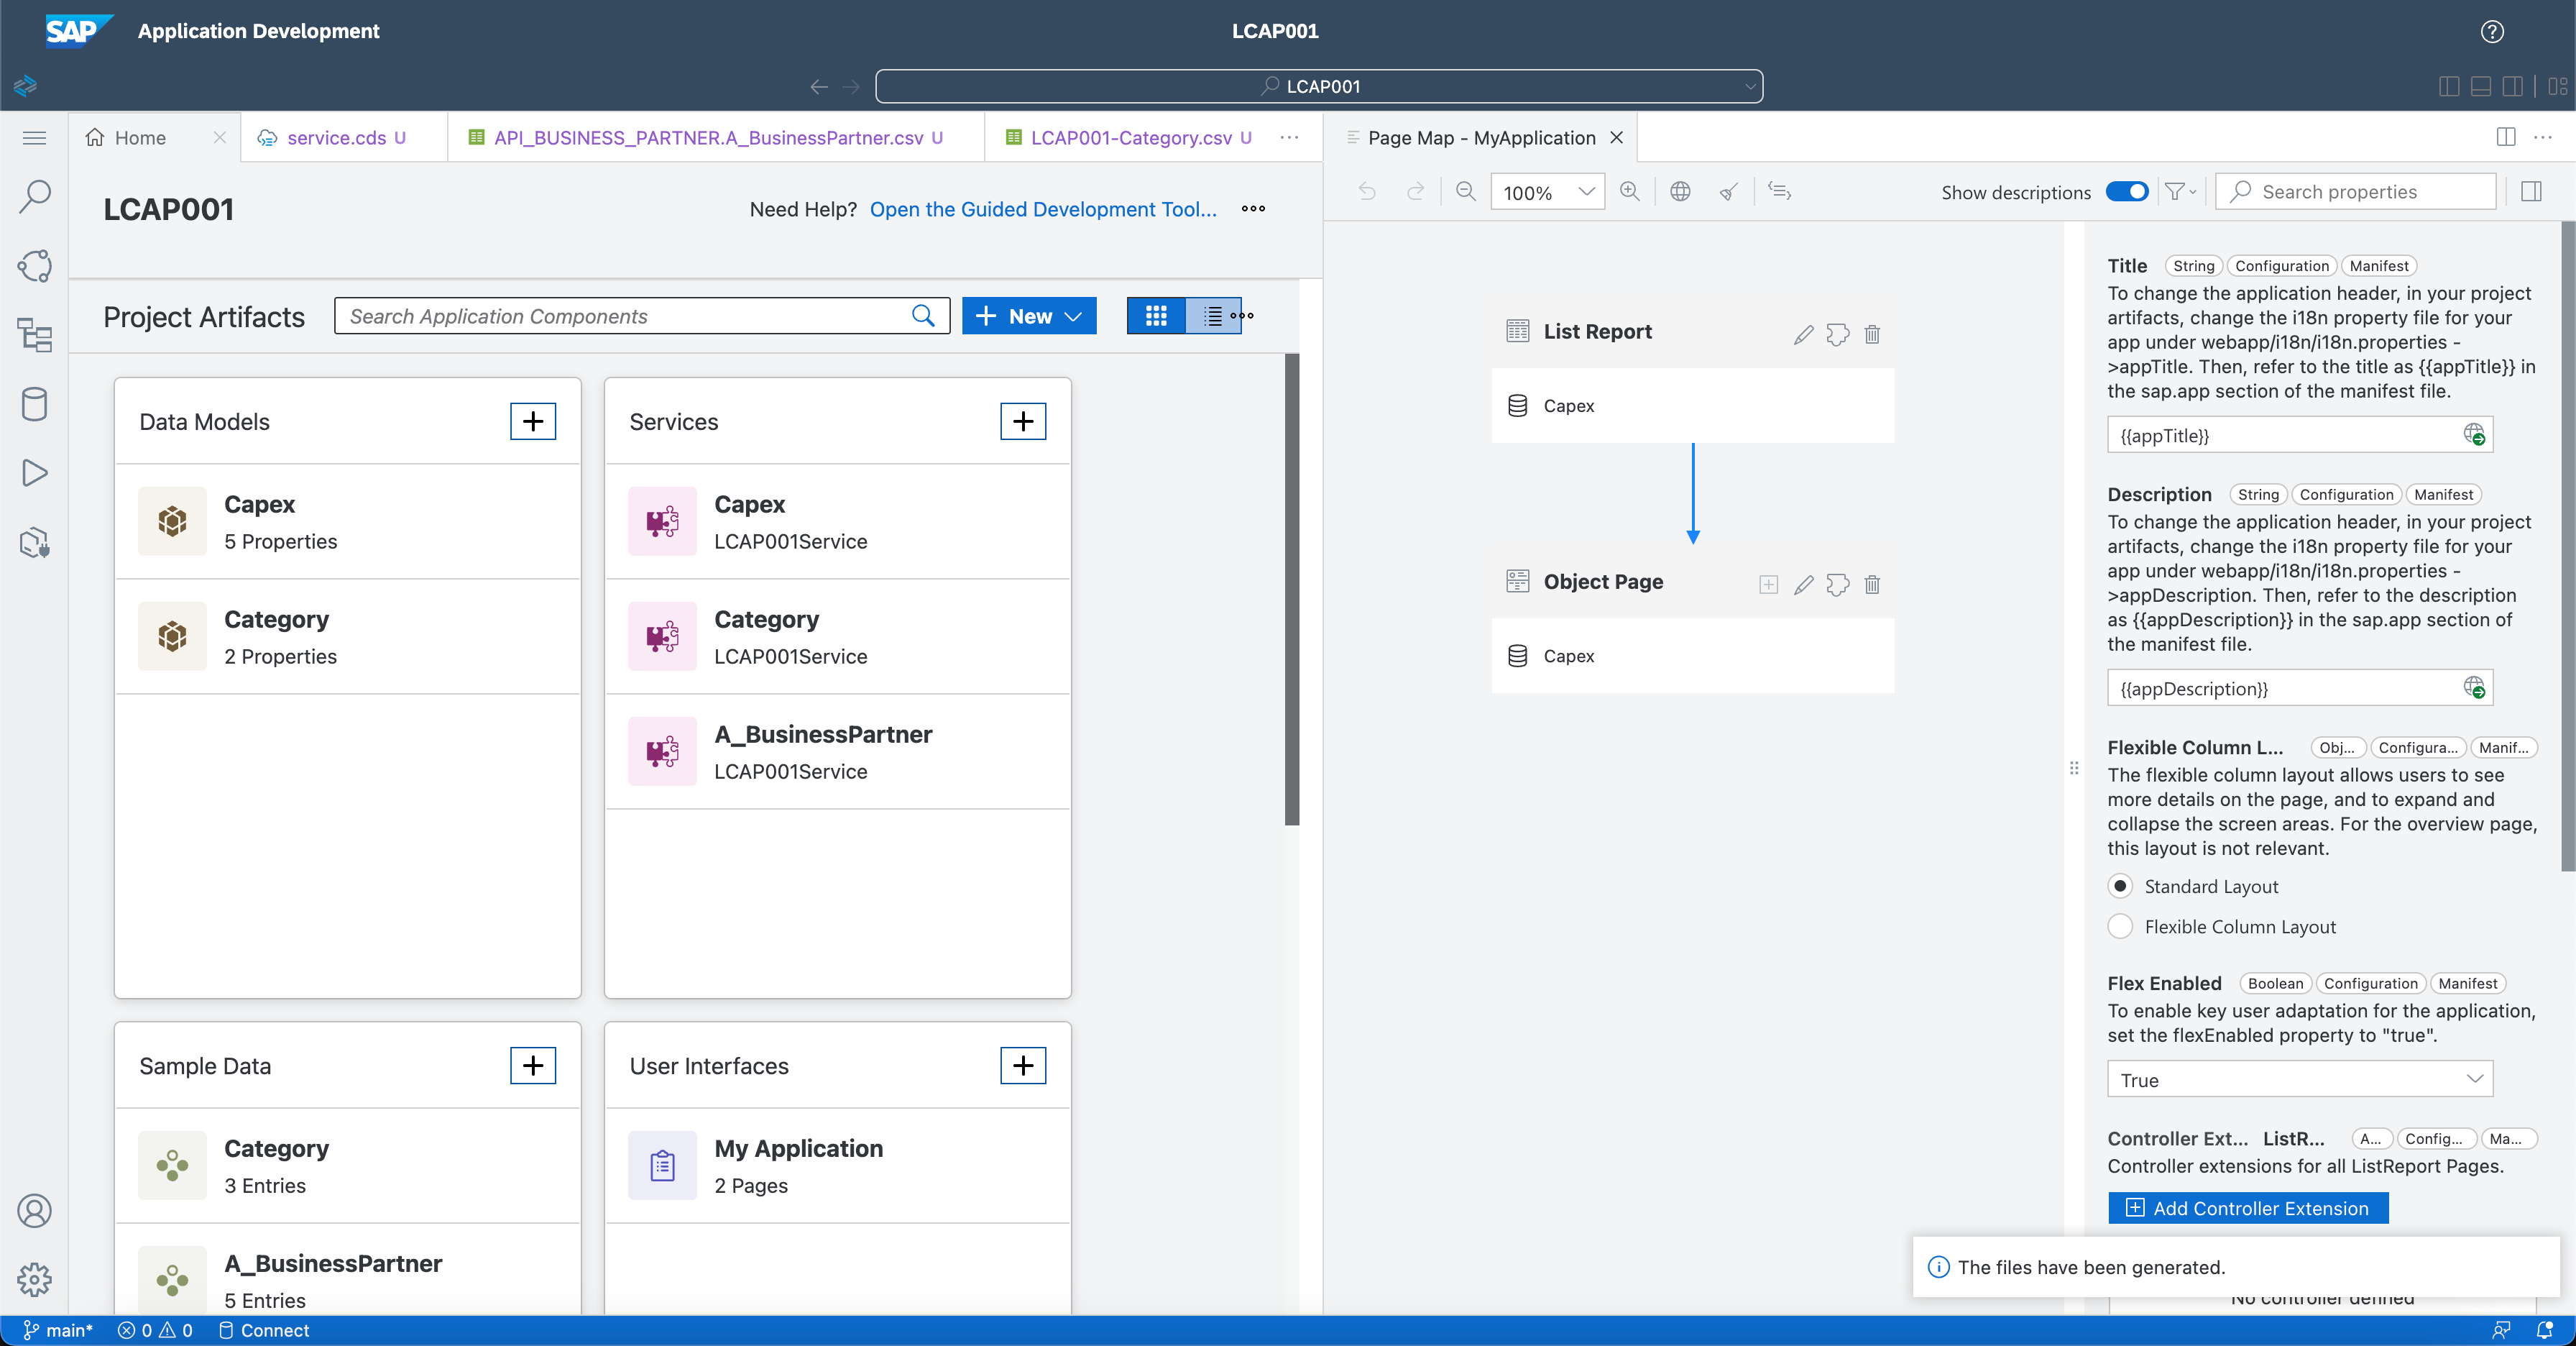 SAP Application Development
LCAP001
LCAP001
Home
service.cds U
API_BUSINESS_PARTNER.A_BusinessPartner.csv U
LCAP001-Category.csv U
Page Map - MyApplication
LCAP001
Need Help? Open the Guided Development Tool...
100%
Show descriptions
Search properties
Project Artifacts
Search Application Components
New
Data Models
Capex
5 Properties
Category
2 Properties
Services
Capex
LCAP001Service
Category
LCAP001Service
A_BusinessPartner
LCAP001Service
Sample Data
Category
3 Entries
A_BusinessPartner
5 Entries
User Interfaces
My Application
2 Pages
List Report
Capex
Object Page
Capex
Title String Configuration Manifest
To change the application header, in your project
artifacts, change the i18n property file for your
app under webapp/i18n/i18n.properties -
>appTitle. Then, refer to the title as {{appTitle}} in
the sap.app section of the manifest file.
{{appTitle}}
Description String Configuration Manifest
To change the application header, in your project
artifacts, change the i18n property file for your
app under webapp/i18n/i18n.properties -
>appDescription. Then, refer to the description
as {{appDescription}} in the sap.app section of
the manifest file.
{{appDescription}}
Flexible Column L... Obj... Configura... Manif...
The flexible column layout allows users to see
more details on the page, and to expand and
collapse the screen areas. For the overview page,
this layout is not relevant.
Standard Layout
Flexible Column Layout
Flex Enabled Boolean Configuration Manifest
To enable key user adaptation for the application,
set the flexEnabled property to "true".
True
Controller Ext... ListR... A... Config... Ma...
Controller extensions for all ListReport Pages.
Add Controller Extension
The files have been generated.
No controller defined
main* 0 0 Connect